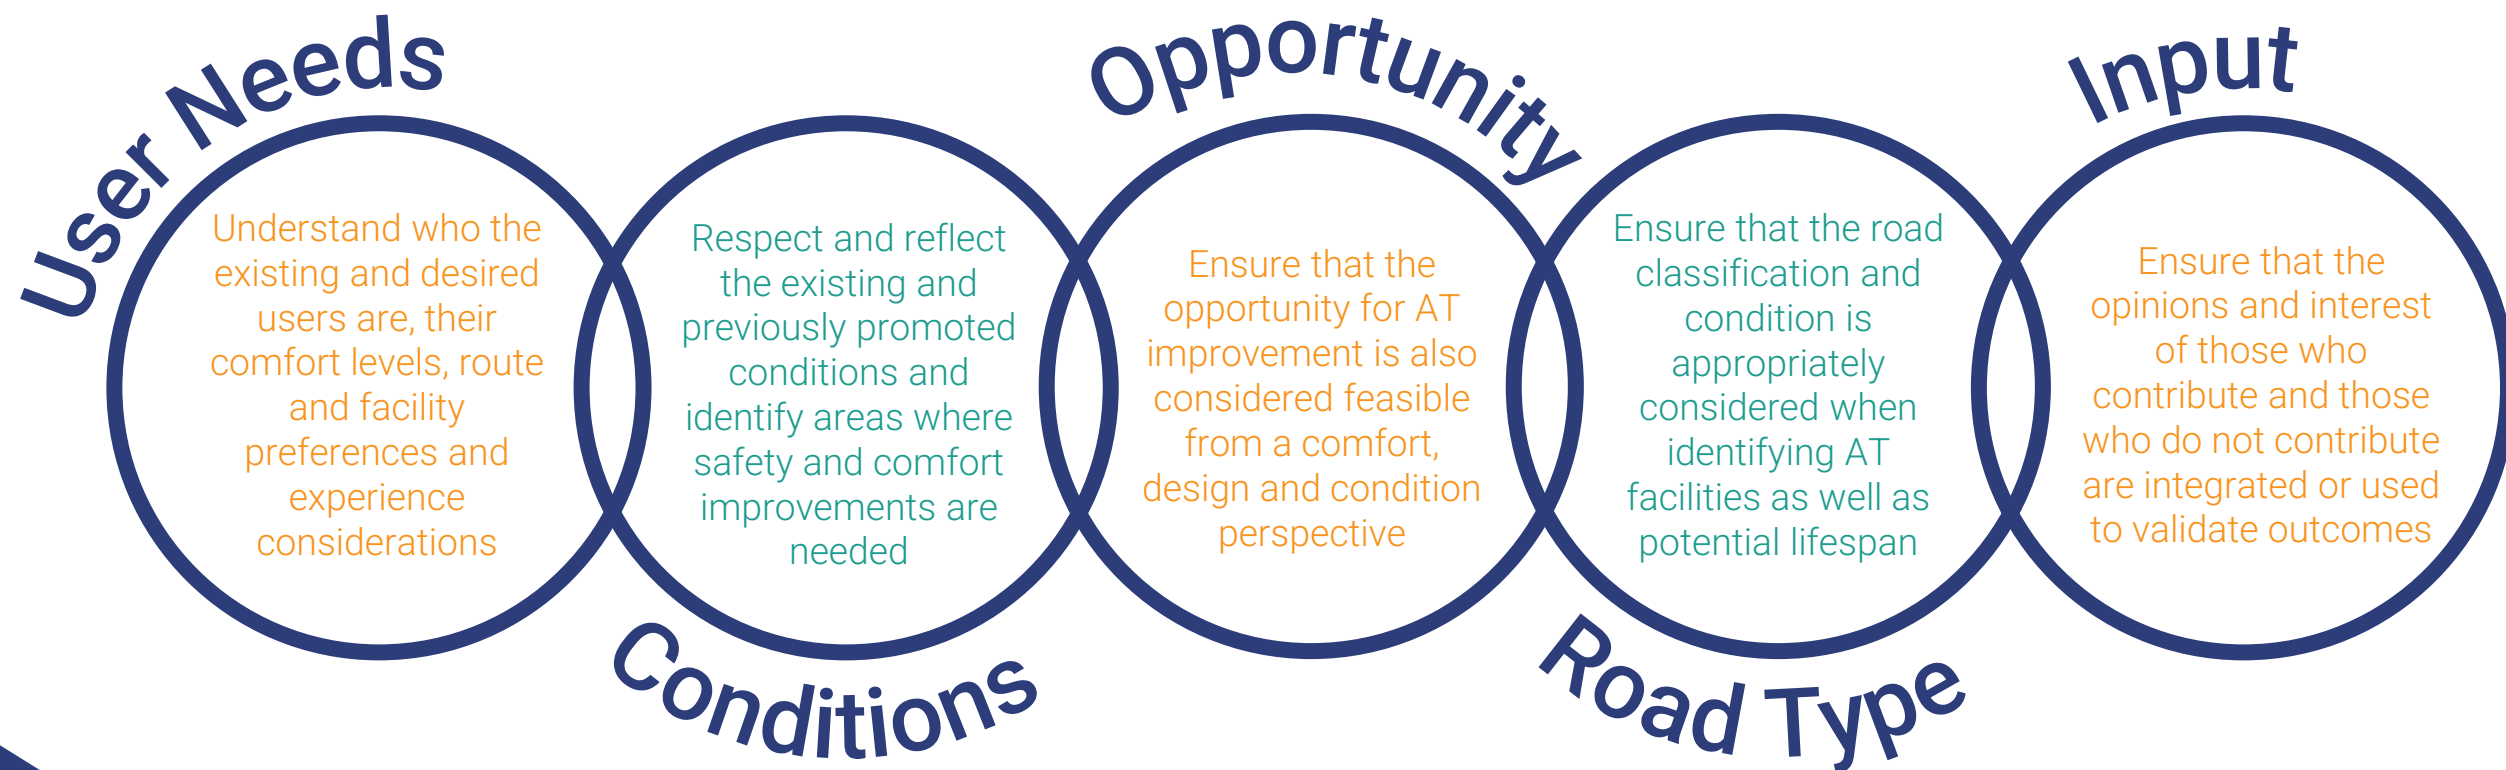 User Needs
Understand who the
existing and desired
users are, their
comfort levels, route
and facility
preferences and
experience
considerations
Conditions
Respect and reflect
the existing and
previously promoted
conditions and
identify areas where
safety and comfort
improvements are
needed
Opportunity
Ensure that the
opportunity for AT
improvement is also
considered feasible
from a comfort,
design and condition
perspective
Road Type
Ensure that the road
classification and
condition is
appropriately
considered when
identifying AT
facilities as well as
potential lifespan
Input
Ensure that the
opinions and interest
of those who
contribute and those
who do not contribute
are integrated or used
to validate outcomes